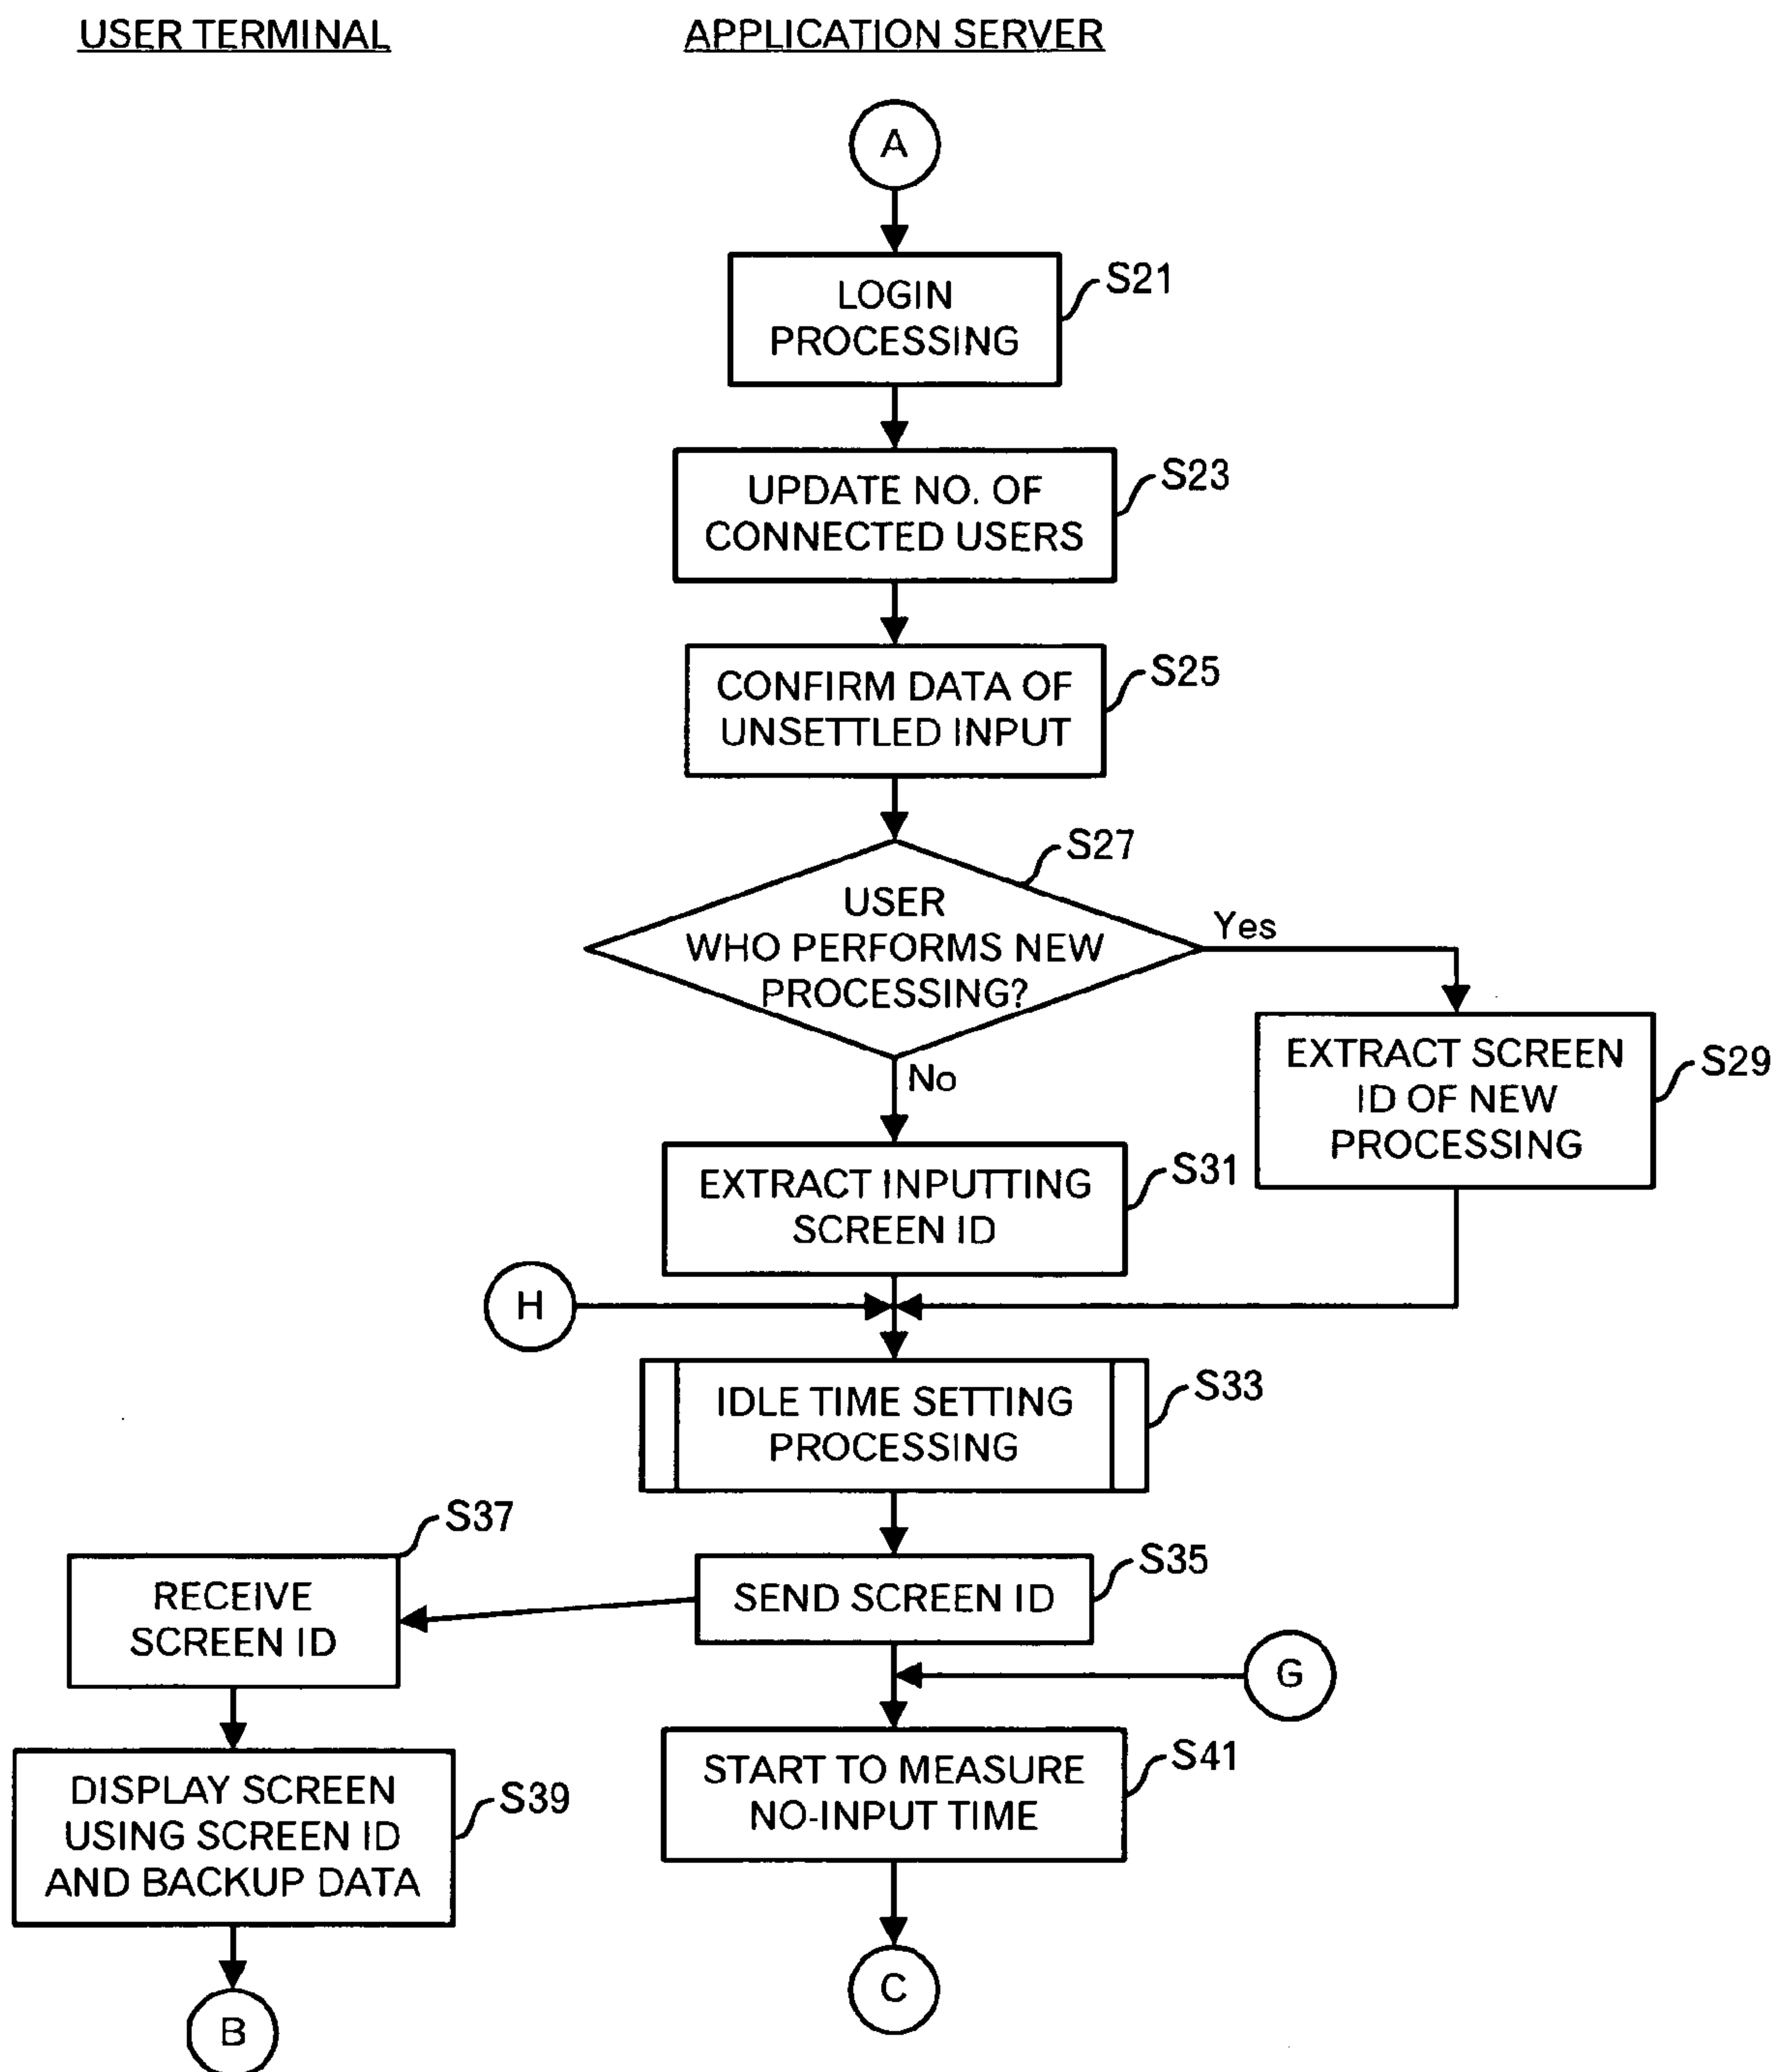 USER TERMINAL
APPLICATION SERVER
A
LOGIN
PROCESSING
S21
UPDATE NO. OF
CONNECTED USERS
S23
CONFIRM DATA OF
UNSETTLED INPUT
S25
S27
USER
WHO PERFORMS NEW
PROCESSING?
Yes
No
EXTRACT SCREEN
ID OF NEW
PROCESSING
S29
EXTRACT INPUTTING
SCREEN ID
S31
H
IDLE TIME SETTING
PROCESSING
S33
S37
RECEIVE
SCREEN ID
SEND SCREEN ID
S35
G
DISPLAY SCREEN
USING SCREEN ID
AND BACKUP DATA
S39
START TO MEASURE
NO-INPUT TIME
S41
C
B